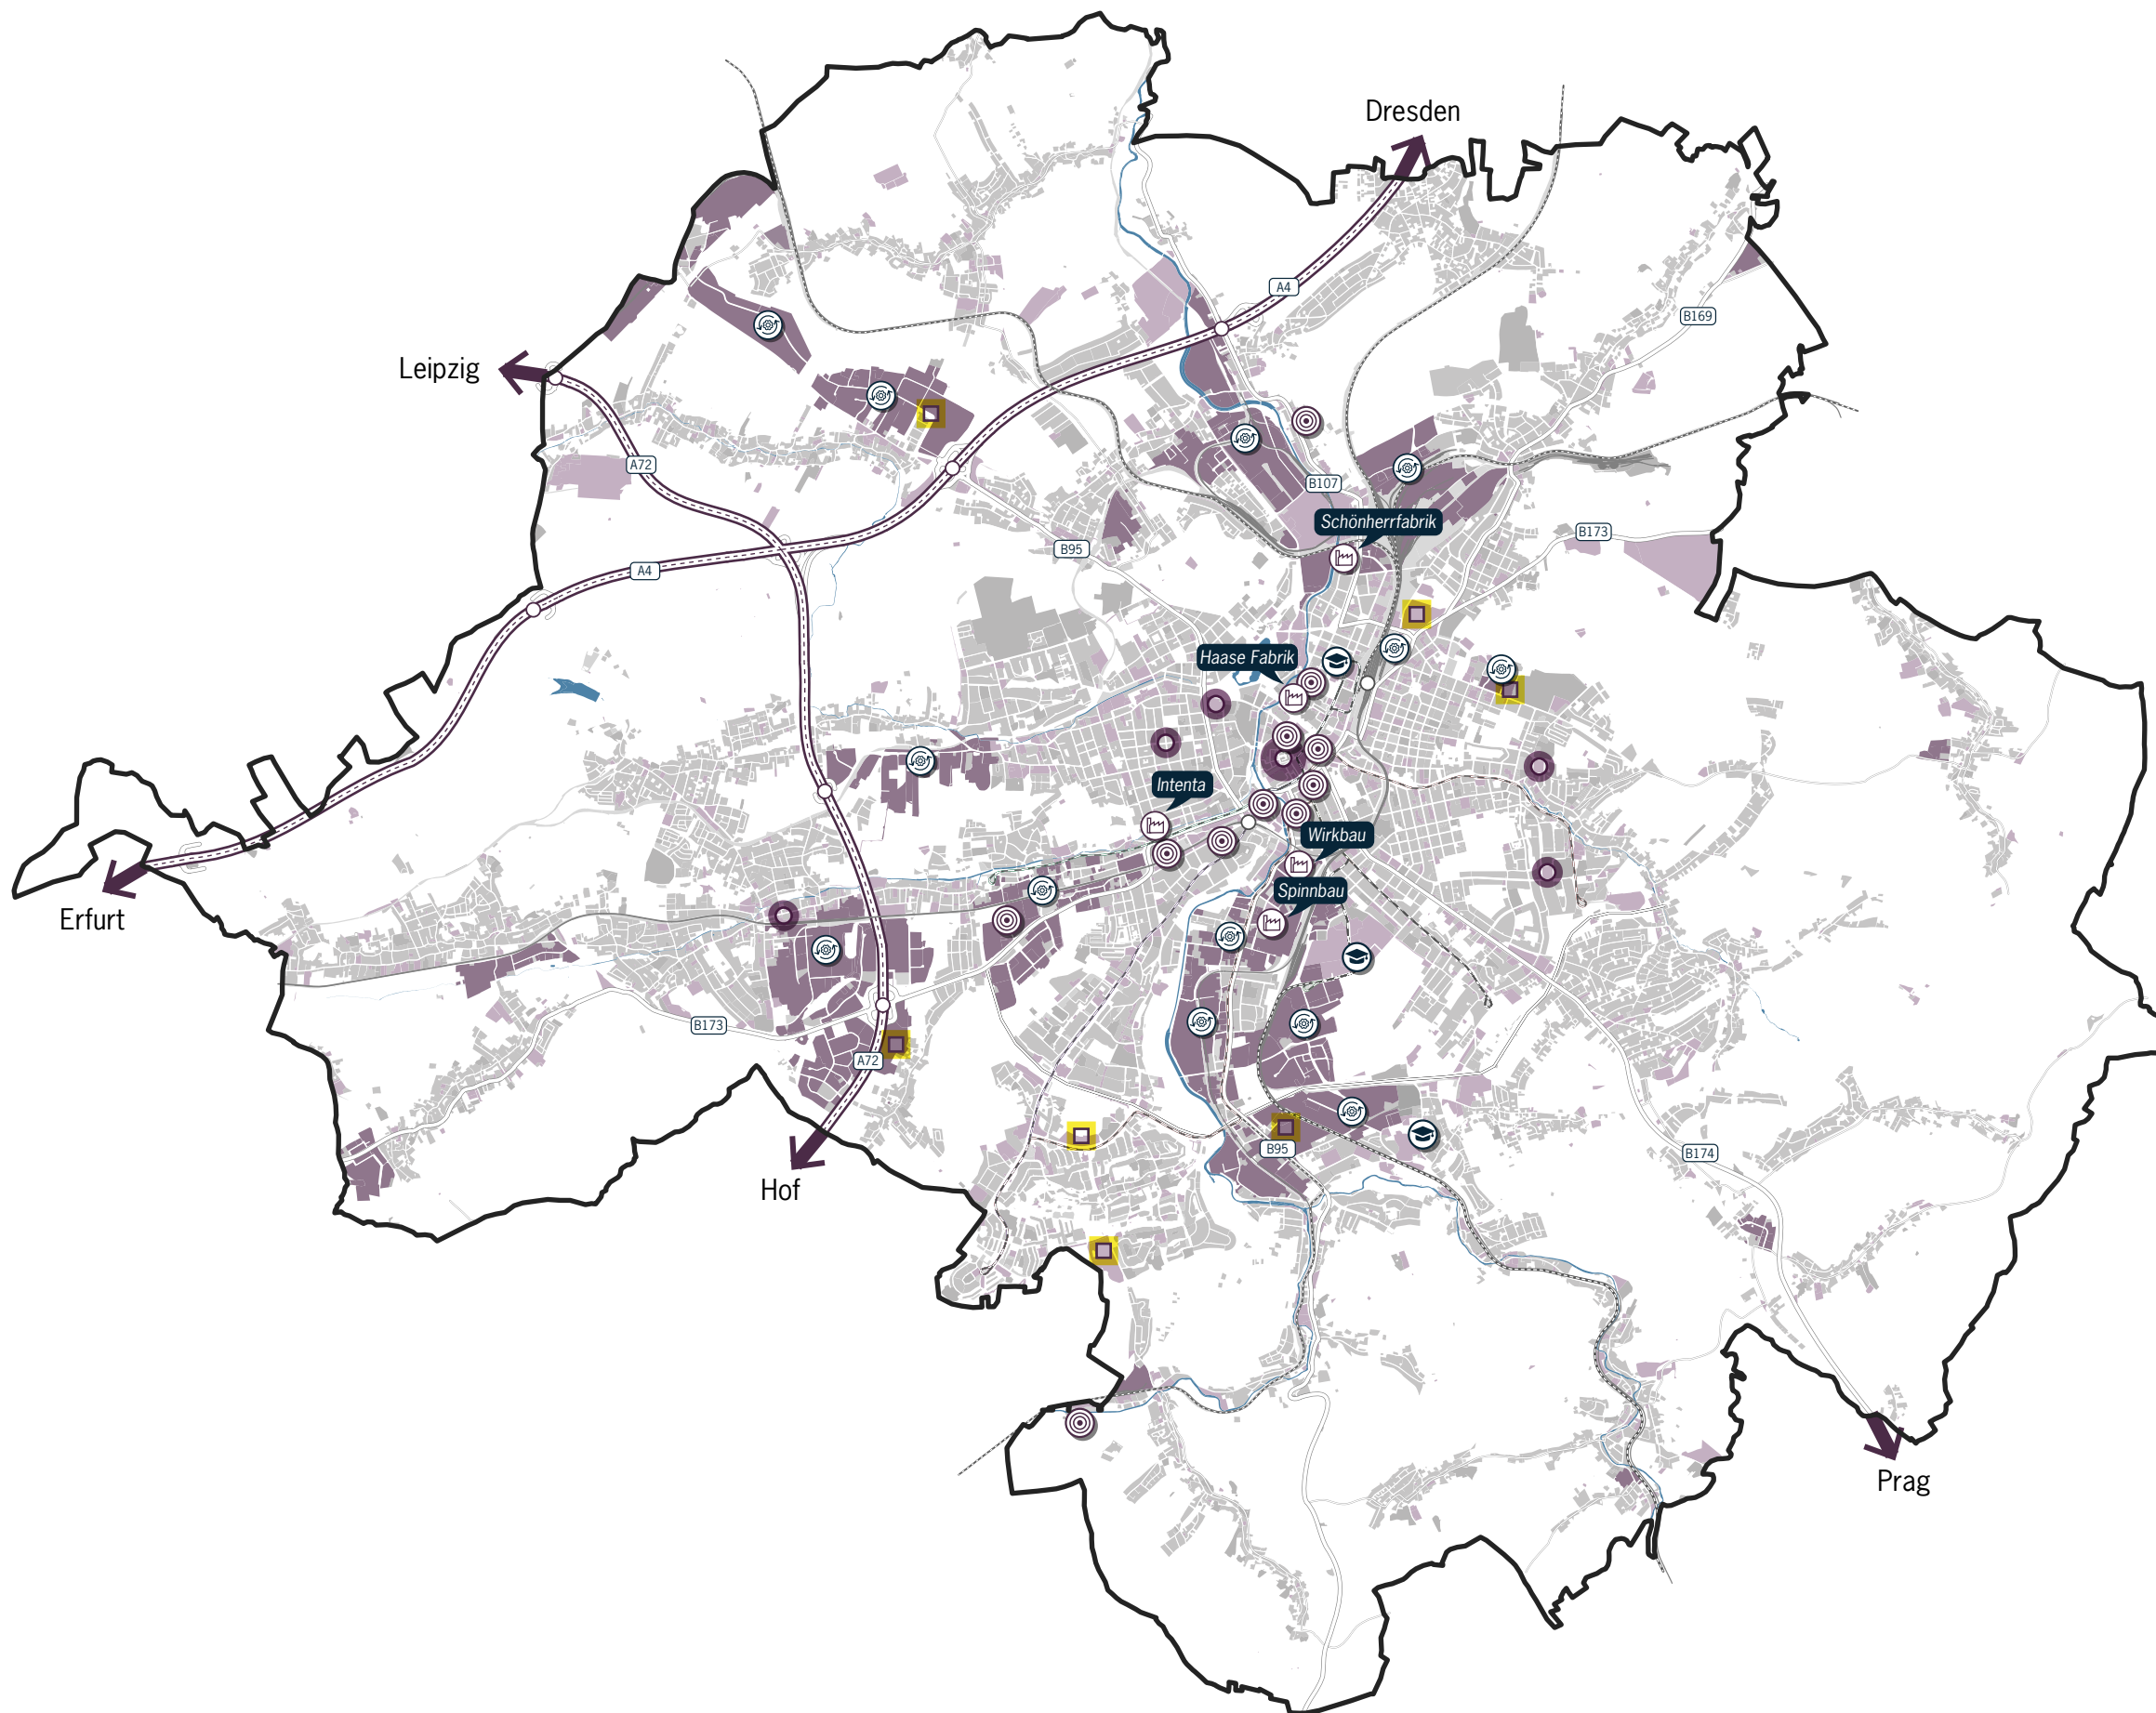 Dresden
A4
B169
Leipzig
A72
B107
Schönherrfabrik
B173
B95
A4
Haase Fabrik
Intenta
Wirkbau
Spinnbau
Erfurt
B173
A72
B95
B174
Hof
Prag